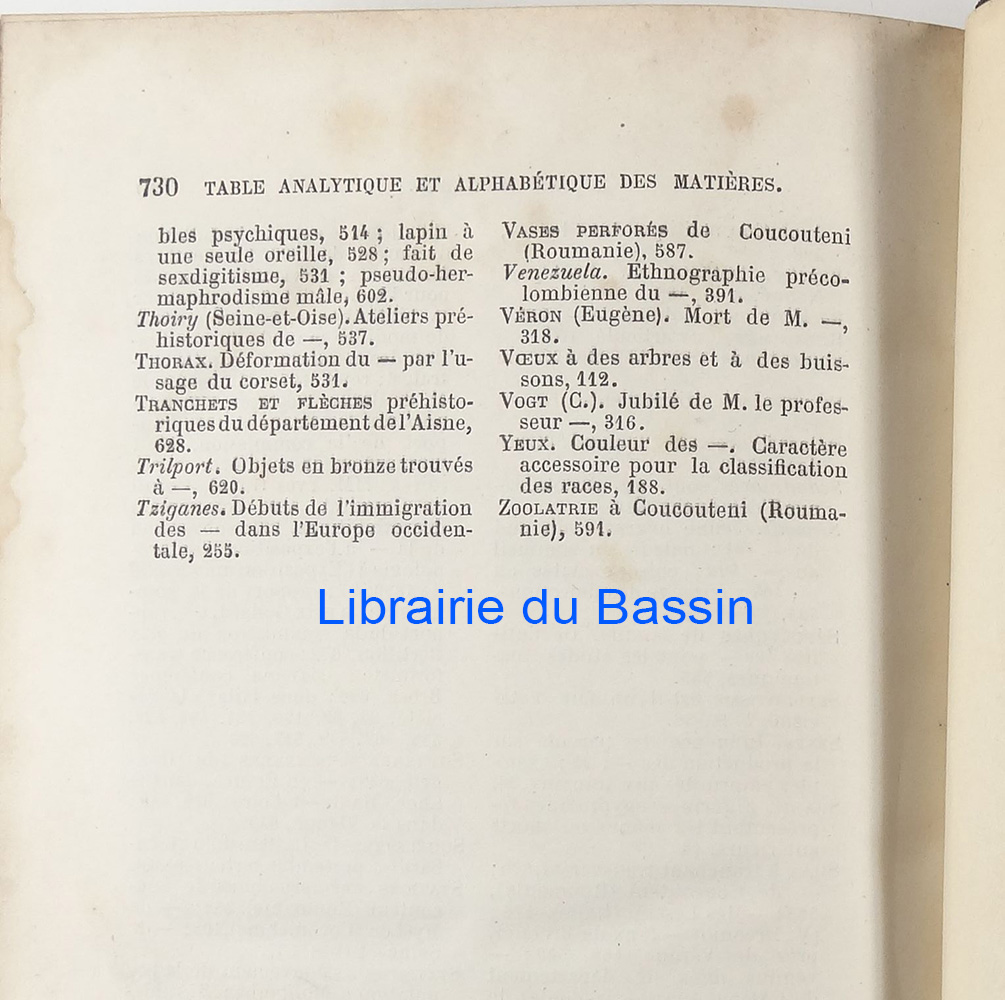 730 TABLE ANALYTIQUE ET ALPHABÉTIQUE DES MATIÈRES.
bles psychiques, 514 ; lapin à
une seule oreille, 528 ; fait de
sexdigitisme, 531 ; pseudo-her-
maphrodisme mâle, 602.
Thoiry (Seine-et-Oise). Ateliers pré-
historiques de —, 537.
THORAX. Déformation du — par l'u-
sage du corset, 531.
TRANCHETS ET FLÈCHES préhisto-
riques du département de l'Aisne,
628.
Trilport. Objets en bronze trouvés
à —, 620.
Tziganes. Débuts de l'immigration
des — dans l'Europe occiden-
tale, 255.
VASES PERFORÉS de Coucouteni
(Roumanie), 587.
Venezuela. Ethnographie préco-
lombienne du —, 391.
VÉRON (Eugène). Mort de M. —,
318.
VŒUX à des arbres et à des buis-
sons, 112.
VOGT (C.). Jubilé de M. le profes-
seur —, 316.
YEUX. Couleur des —. Caractère
accessoire pour la classification
des races, 188.
ZOOLATRIE à Coucouteni (Rouma-
nie), 591.
Librairie du Bassin